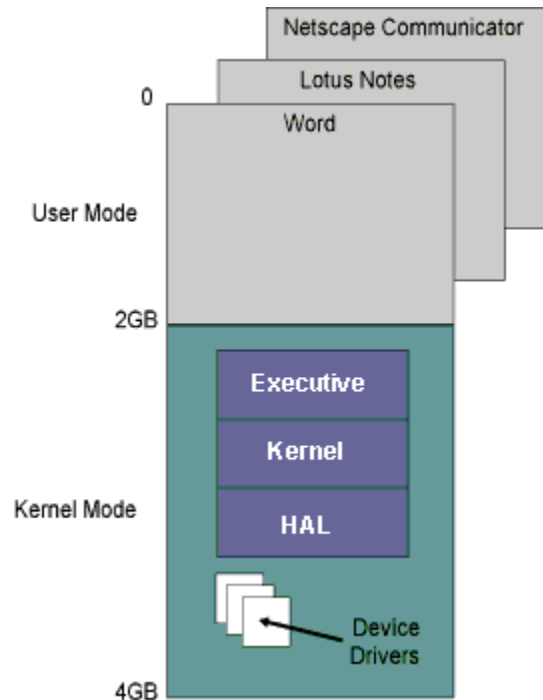 Netscape Communicator
Lotus Notes
0
Word
User Mode
2GB
Executive
Kernel
Kernel Mode
HAL
Device
Drivers
4GB